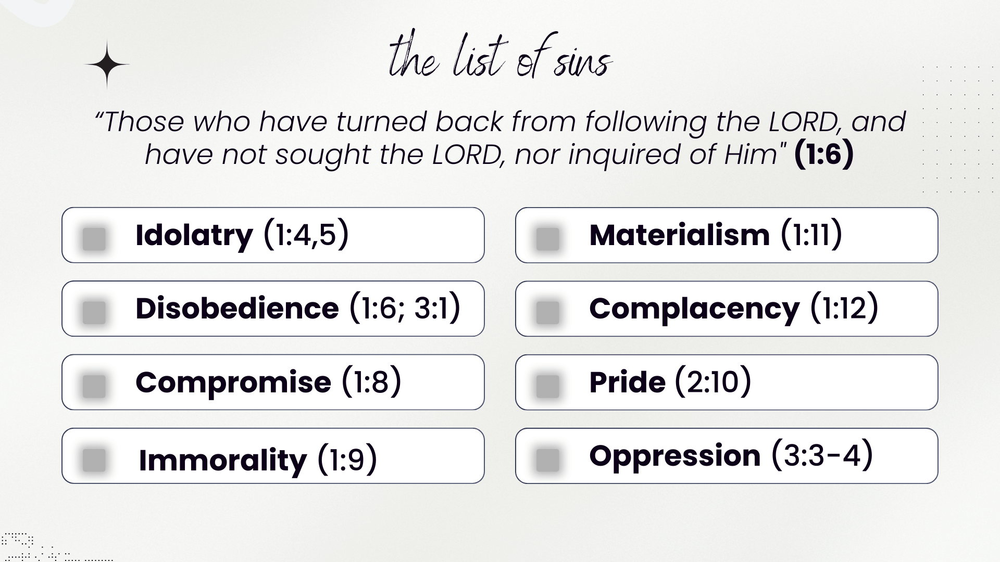 the list of sins
“Those who have turned back from following the LORD, and
have not sought the LORD, nor inquired of Him" (1:6)
Idolatry (1:4,5)
Disobedience (1:6; 3:1)
Compromise (1:8)
Immorality (1:9)
Materialism (1:11)
Complacency (1:12)
Pride (2:10)
Oppression (3:3-4)